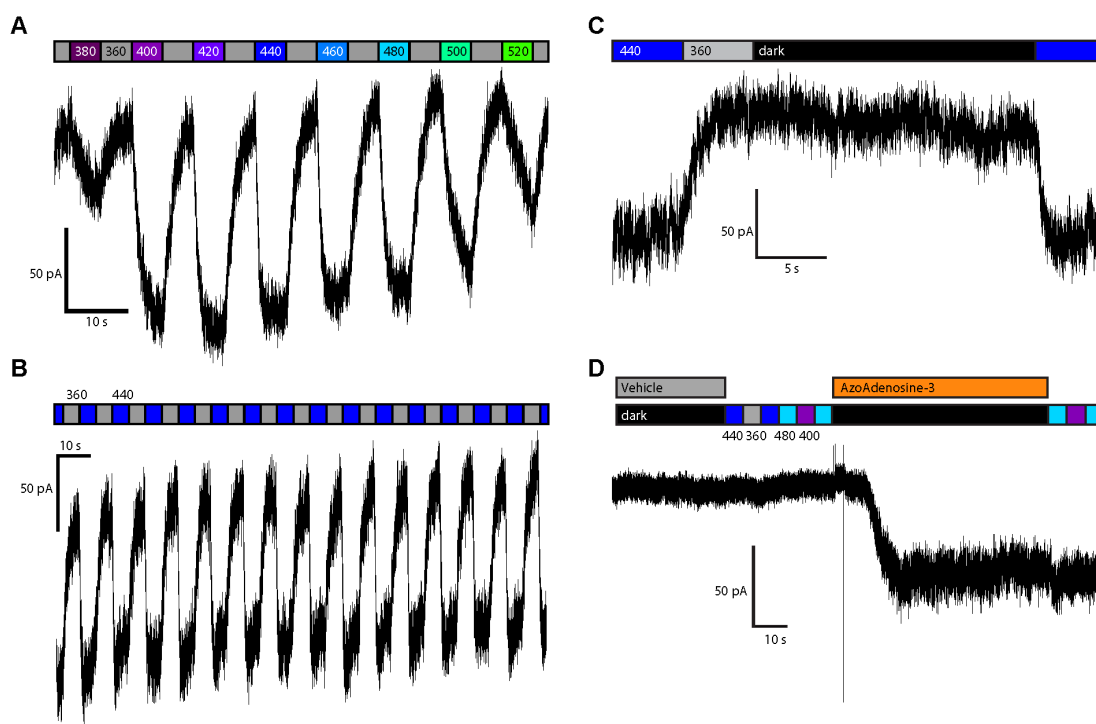 A
380 360 400 420 440 460 480 500 520
50 pA
10 s
B
360 440
10 s
50 pA
C
440 360 dark
50 pA
5 s
D
Vehicle AzoAdenosine-3
dark
440 360 480 400
50 pA
10 s